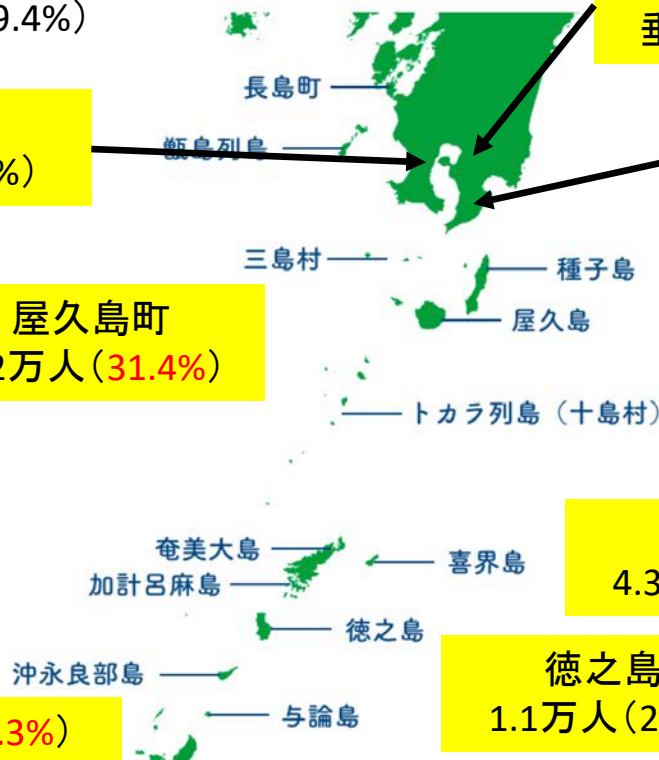 9.4%）
垂
長島町
甑島列島
%）
三島村
種子島
屋久島町
2万人（31.4%）
屋久島
トカラ列島（十島村）
奄美大島
喜界島
加計呂麻島
4.3
徳之島
沖永良部島
徳之島
1.1万人（2
与論島
.3%）